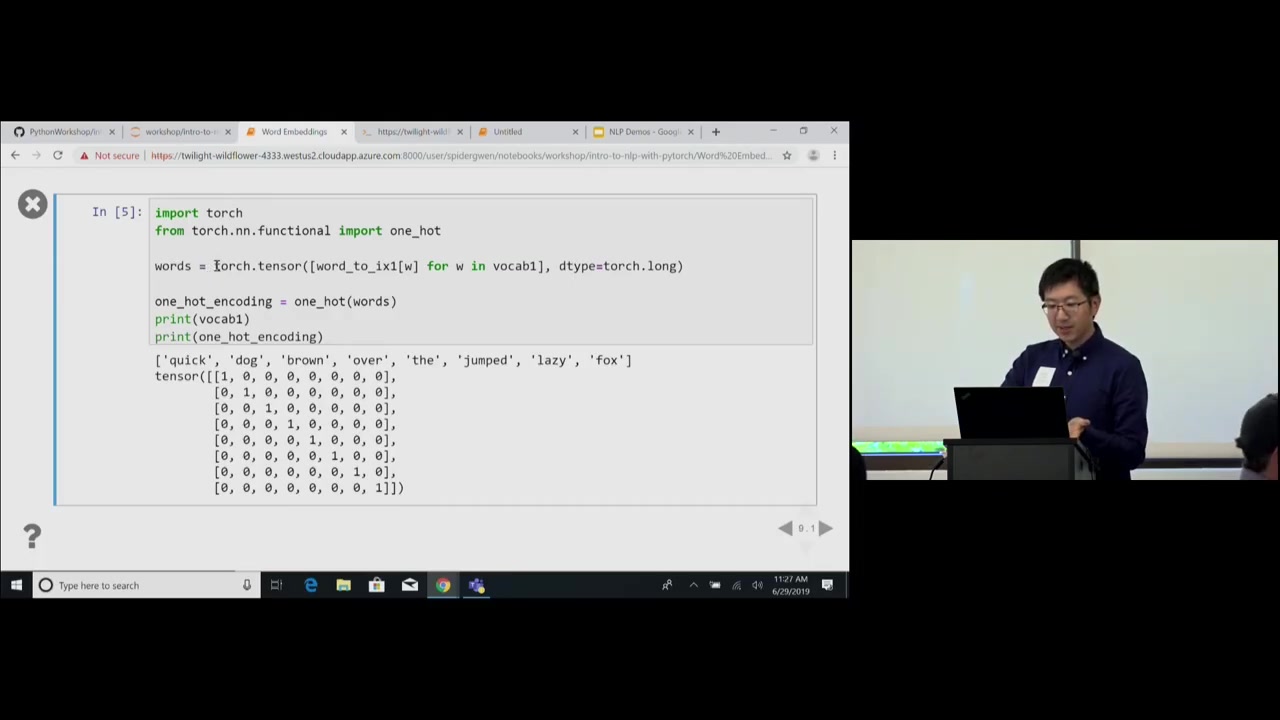 PythonWorkshop/in
workshop/intro-to-n
Word Embeddings
https://twilight-wildf
Untitled
NLP Demos - Googl
Not secure
https://twilight-wildflower-4333.westus2.cloudapp.azure.com:8000/user/spidergwen/notebooks/workshop/intro-to-nlp-with-pytorch/Word%20Embed...
In [5]:
import torch
from torch.nn.functional import one_hot
words = torch.tensor([word_to_ix1[w] for w in vocab1], dtype=torch.long)
one_hot_encoding = one_hot(words)
print(vocab1)
print(one_hot_encoding)
['quick', 'dog', 'brown', 'over', 'the', 'jumped', 'lazy', 'fox']
tensor([[1, 0, 0, 0, 0, 0, 0, 0],
[0, 1, 0, 0, 0, 0, 0, 0],
[0, 0, 1, 0, 0, 0, 0, 0],
[0, 0, 0, 1, 0, 0, 0, 0],
[0, 0, 0, 0, 1, 0, 0, 0],
[0, 0, 0, 0, 0, 1, 0, 0],
[0, 0, 0, 0, 0, 0, 1, 0],
[0, 0, 0, 0, 0, 0, 0, 1]])
?
9.1
Type here to search
11:27 AM
6/29/2019